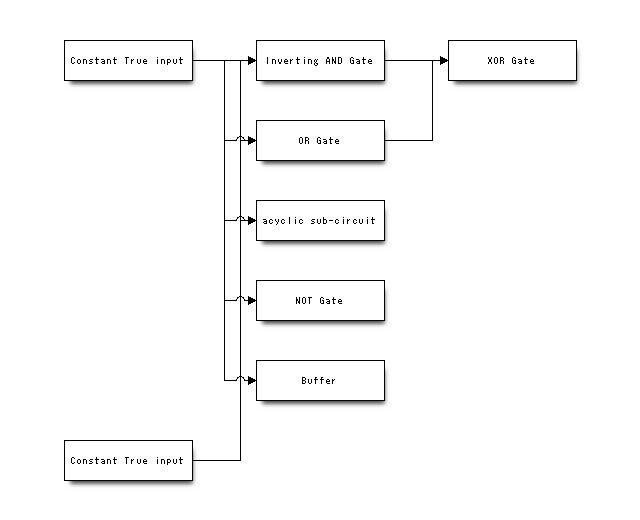 Constant True input
Inverting AND Gate
XOR Gate
OR Gate
acyclic sub-circuit
NOT Gate
Buffer
Constant True input